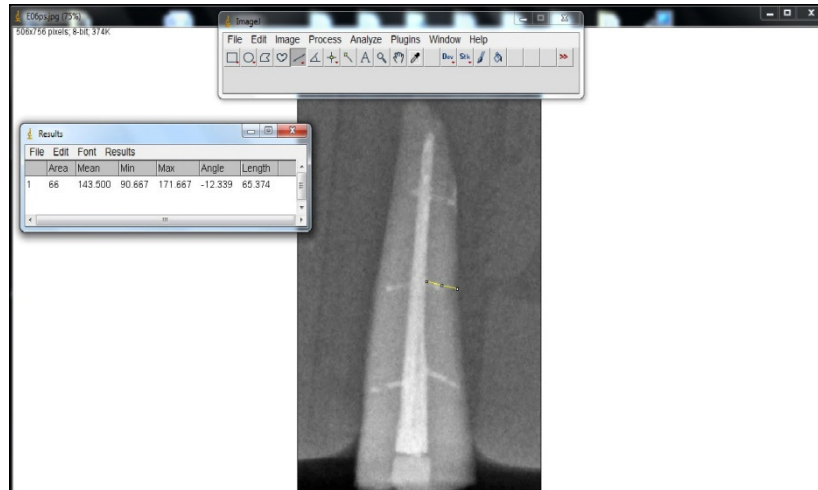 E06ps.jpg (75%)
506x756 pixels; 8-bit; 374K
ImageJ
File Edit Image Process Analyze Plugins Window Help
A Dev Stk >>
Results
File Edit Font Results
Area Mean Min Max Angle Length
1 66 143.500 90.667 171.667 -12.339 65.374